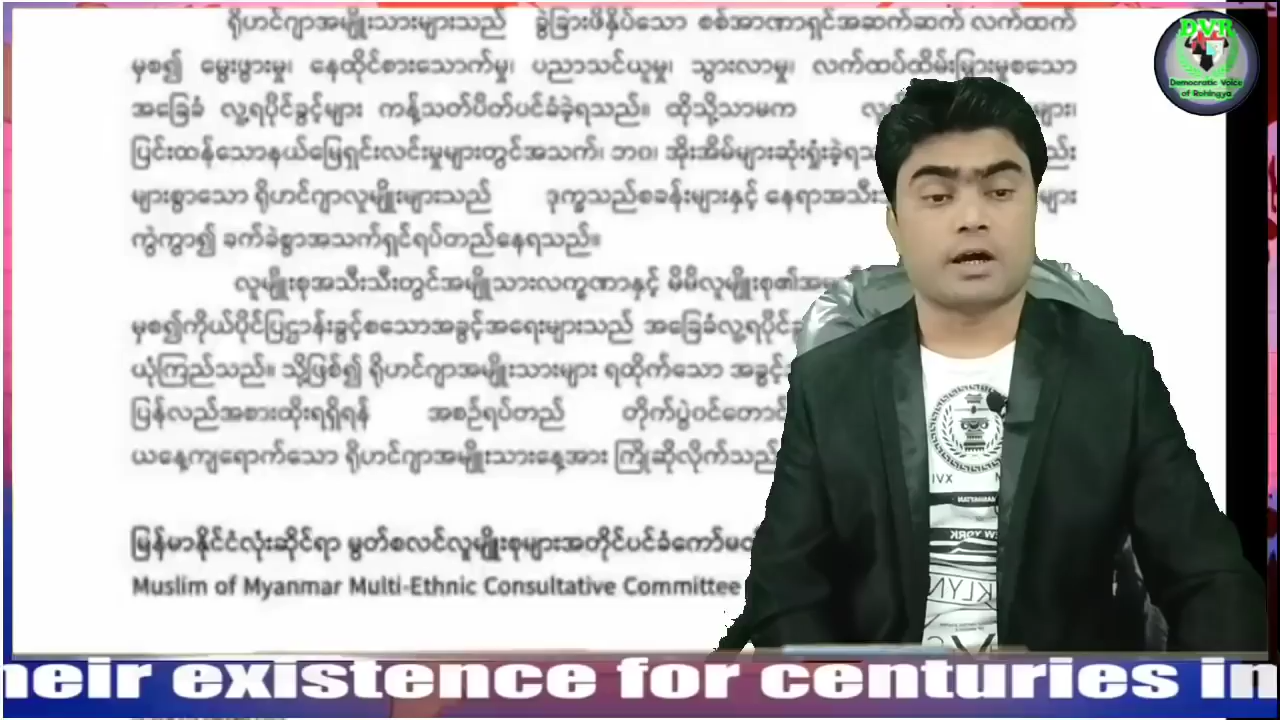 ရိုဟင်ဂျာအမျိုးသားများသည် ခွဲခြားဖိနှိပ်သော စစ်အာဏာရှင်အဆက်ဆက် လက်ထက်
မှစ၍ မွေးဖွားမှု၊ နေထိုင်စားသောက်မှု၊ ပညာသင်ယူမှု၊ သွားလာမှု၊ လက်ထပ်ထိမ်းမြားမှုစသော
အခြေခံ လူ့ရပိုင်ခွင့်များ ကန့်သတ်ပိတ်ပင်ခံခဲ့ရသည်။ ထိုသို့သာမက
ပြင်းထန်သောနယ်မြေရှင်းလင်းမှုများတွင်အသက်၊ ဘဝ၊ အိုးအိမ်များဆုံးရှုံးခဲ့ရ
များစွာသော ရိုဟင်ဂျာလူမျိုးများသည် ဒုက္ခသည်စခန်းများနှင့် နေရာအသီး များ
ကွဲကွာ၍ ခက်ခဲစွာအသက်ရှင်ရပ်တည်နေရသည်။
လူမျိုးစုအသီးသီးတွင်အမျိုသားလက္ခဏာနှင့် မိမိလူမျိုးစု၏
မှစ၍ကိုယ်ပိုင်ပြဋ္ဌာန်းခွင့်စသောအခွင့်အရေးများသည် အခြေခံလူ့ရပိုင်
ယုံကြည်သည်။ သို့ဖြစ်၍ ရိုဟင်ဂျာအမျိုးသားများ ရထိုက်သော
ပြန်လည်အစားထိုးရရှိရန် အစဉ်ရပ်တည်
ယနေ့ကျရောက်သော ရိုဟင်ဂျာအမျိုးသားနေ့အား ကြိုဆိုလိုက်သည်
မြန်မာနိုင်ငံလုံးဆိုင်ရာ မွတ်စလင်လူမျိုးစုများအတိုင်ပင်ခံကော်မတ
Muslim of Myanmar Multi-Ethnic Consultative Committee
DVR
Democratic Voice
of Rohingya
XVI
MANHATTAN
NEW YORK
heir existence for centuries in